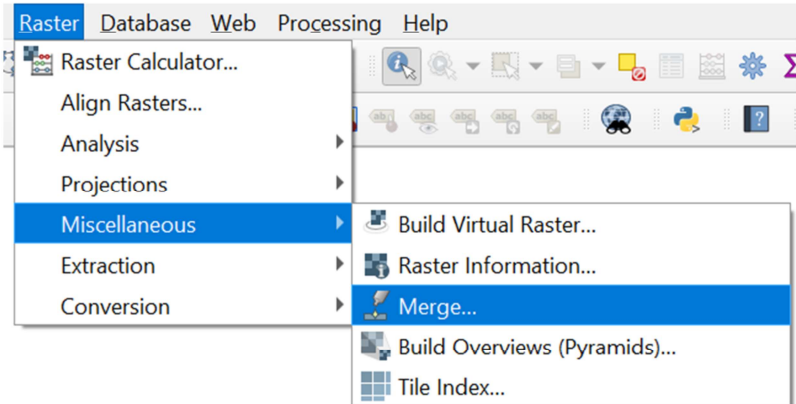 Raster Database Web Processing Help
Raster Calculator...
Align Rasters...
Analysis
Projections
Miscellaneous
Extraction
Conversion
Build Virtual Raster...
Raster Information...
Merge...
Build Overviews (Pyramids)...
Tile Index...